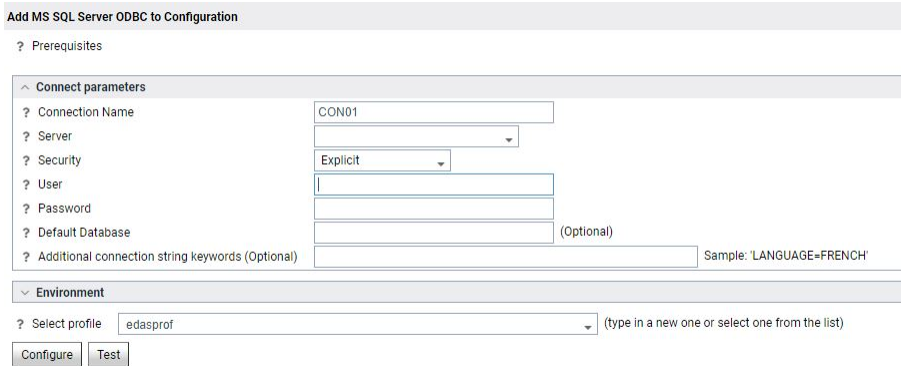 Add MS SQL Server ODBC to Configuration
? Prerequisites
Connect parameters
? Connection Name CON01
? Server
? Security Explicit
? User
? Password
? Default Database (Optional)
? Additional connection string keywords (Optional) Sample: 'LANGUAGE=FRENCH'
Environment
? Select profile edasprof (type in a new one or select one from the list)
Configure Test